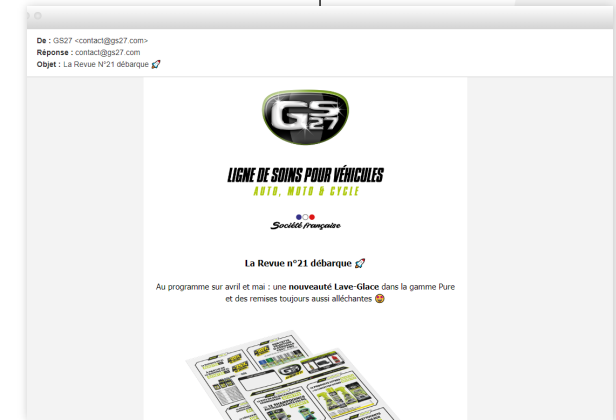 De : GS27 <contact@gs27.com>
Réponse : contact@gs27.com
Objet : La Revue N°21 débarque 🚀
GS
27
LIGNE DE SOINS POUR VÉHICULES
AUTO, MOTO & CYCLE
Société française
La Revue n°21 débarque 🚀
Au programme sur avril et mai : une nouveauté Lave-Glace dans la gamme Pure
et des remises toujours aussi alléchantes 🤩